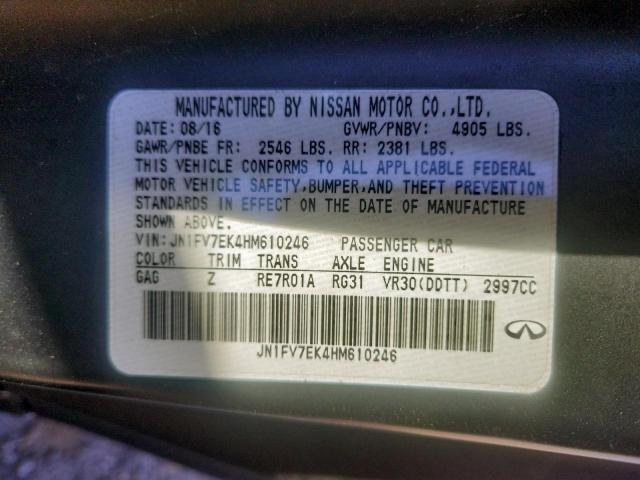 MANUFACTURED BY NISSAN MOTOR CO.,LTD.
DATE: 08/16 GVWR/PNBV: 4905 LBS.
GAWR/PNBE FR: 2546 LBS. RR: 2381 LBS.
THIS VEHICLE CONFORMS TO ALL APPLICABLE FEDERAL
MOTOR VEHICLE SAFETY,BUMPER,AND THEFT PREVENTION
STANDARDS IN EFFECT ON THE DATE OF MANUFACTURE
SHOWN ABOVE.
VIN:JN1FV7EK4HM610246 PASSENGER CAR
COLOR TRIM TRANS AXLE ENGINE
GAG Z RE7R01A RG31 VR30(DDTT) 2997CC
JN1FV7EK4HM610246